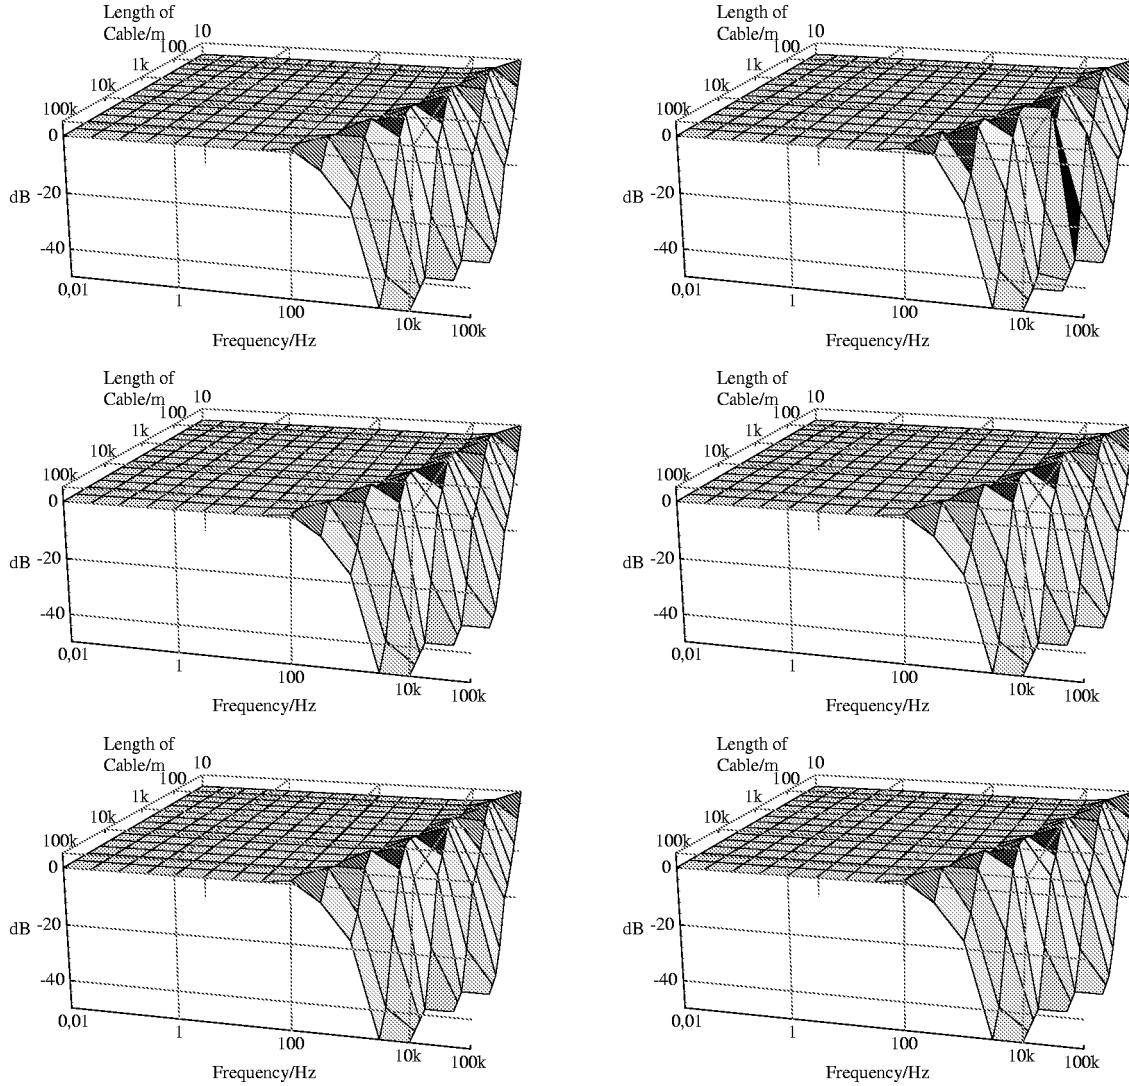 Length of
Cable/m
10
100
1k
10k
100k
0
-20
dB
-40
0,01
1
100
10k
100k
Frequency/Hz
Length of
Cable/m
10
100
1k
10k
100k
0
dB
-20
-40
0,01
1
100
10k
100k
Frequency/Hz
Length of
Cable/m
10
100
1k
10k
100k
0
-20
dB
-40
0,01
1
100
10k
100k
Frequency/Hz
Length of
Cable/m
10
100
1k
10k
100k
0
-20
dB
-40
0,01
1
100
10k
100k
Frequency/Hz
Length of
Cable/m
10
100
1k
10k
100k
0
-20
dB
-40
0,01
1
100
10k
100k
Frequency/Hz
Length of
Cable/m
10
100
1k
10k
100k
0
dB
-20
-40
0,01
1
100
10k
100k
Frequency/Hz